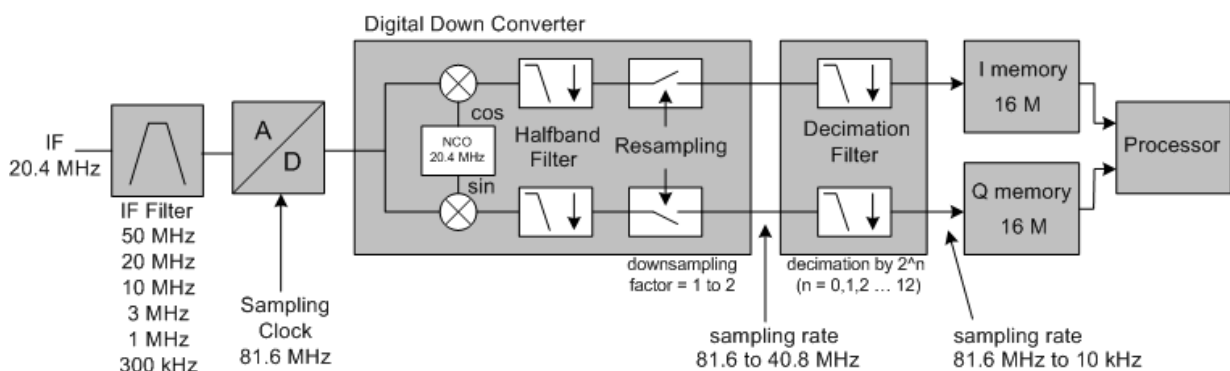 Digital Down Converter
IF
20.4 MHz
IF Filter
50 MHz
20 MHz
10 MHz
3 MHz
1 MHz
300 kHz
A
D
Sampling
Clock
81.6 MHz
cos
NCO
20.4 MHz
sin
Halfband
Filter
Resampling
downsampling
factor = 1 to 2
sampling rate
81.6 to 40.8 MHz
Decimation
Filter
decimation by 2^n
(n = 0,1,2 ... 12)
sampling rate
81.6 MHz to 10 kHz
I memory
16 M
Q memory
16 M
Processor